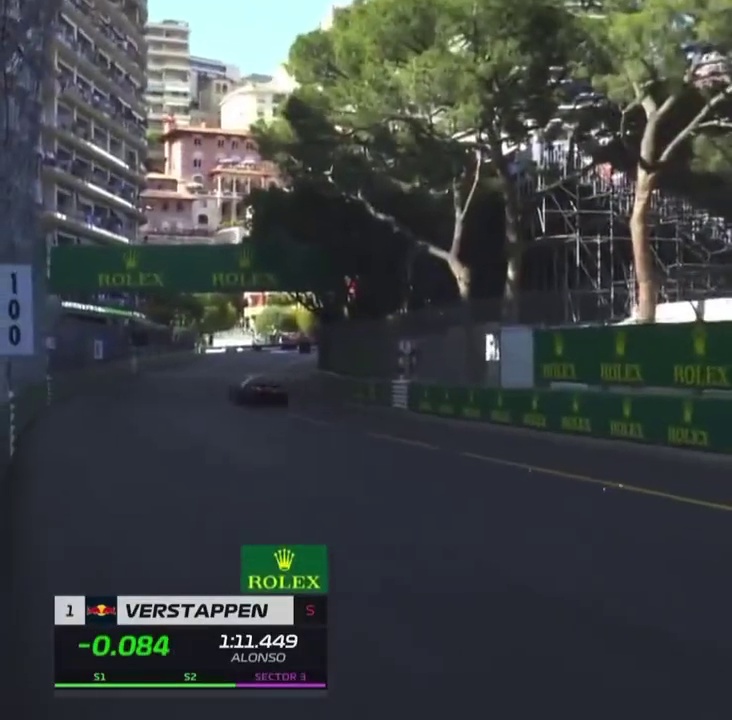 ROLEX ROLEX
100
ROLEX ROLEX ROLEX
ROLEX ROLEX ROLEX
ROLEX
1 VERSTAPPEN S
-0.084 1:11.449
ALONSO
S1 S2 SECTOR 3